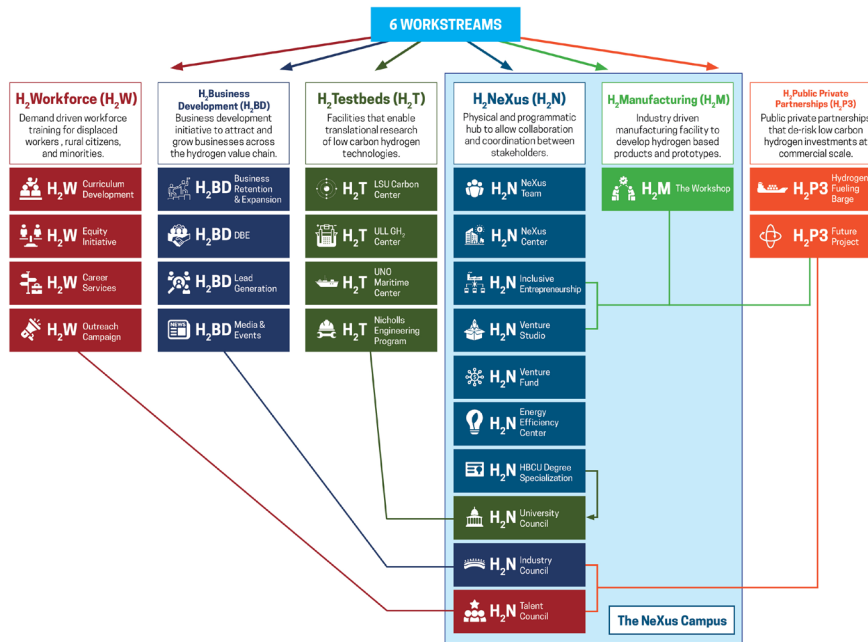 6 WORKSTREAMS
H₂Workforce (H₂W)
Demand driven workforce
training for displaced
workers , rural citizens,
and minorities.
H₂W Curriculum
Development
H₂W Equity
Initiative
H₂W Career
Services
H₂W Outreach
Campaign
H₂Business
Development (H₂BD)
Business development
initiative to attract and
grow businesses across
the hydrogen value chain.
H₂BD Business
Retention
& Expansion
H₂BD DBE
H₂BD Lead
Generation
NEWS
H₂BD Media &
Events
H₂Testbeds (H₂T)
Facilities that enable
translational research
of low carbon hydrogen
technologies.
H₂T LSU Carbon
Center
H₂T ULL GH₂
Center
H₂T UNO
Maritime
Center
H₂T Nicholls
Engineering
Program
H₂NeXus (H₂N)
Physical and programmatic
hub to allow collaboration
and coordination between
stakeholders.
H₂N NeXus
Team
H₂N NeXus
Center
H₂N Inclusive
Entrepreneurship
H₂N Venture
Studio
H₂N Venture
Fund
H₂N Energy
Efficiency
Center
H₂N HBCU Degree
Specialization
H₂N University
Council
H₂N Industry
Council
H₂N Talent
Council
H₂Manufacturing (H₂M)
Industry driven
manufacturing facility to
develop hydrogen based
products and prototypes.
H₂M The Workshop
H₂Public Private
Partnerships (H₂P3)
Public private partnerships
that de-risk low carbon
hydrogen investments at
commercial scale.
H₂P3 Hydrogen
Fueling
Barge
H₂P3 Future
Project
The NeXus Campus